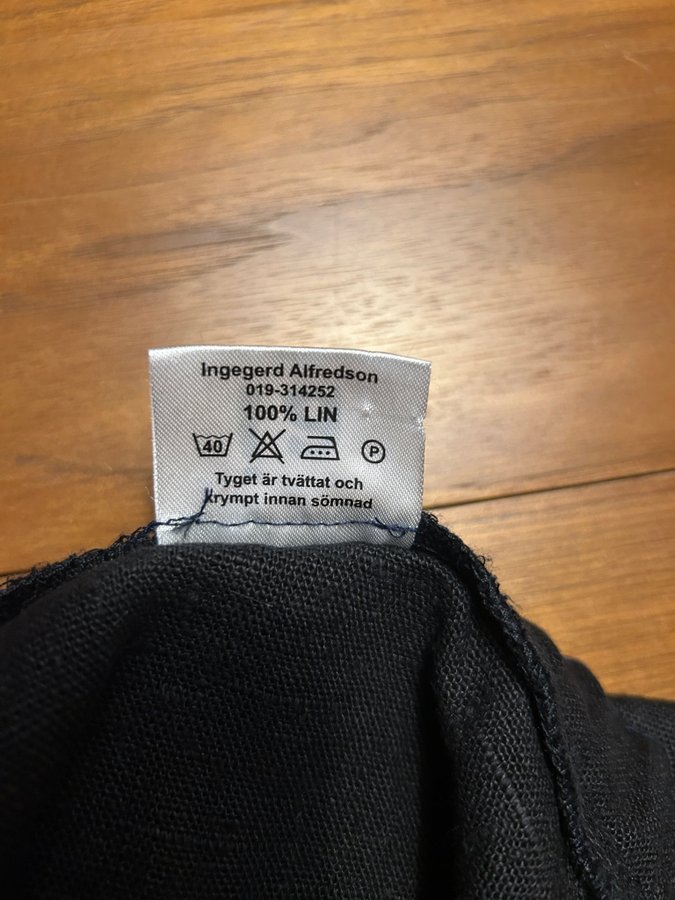 Ingegerd Alfredson
019-314252
100% LIN
40 P
Tyget är tvättat och
krympt innan sömnad